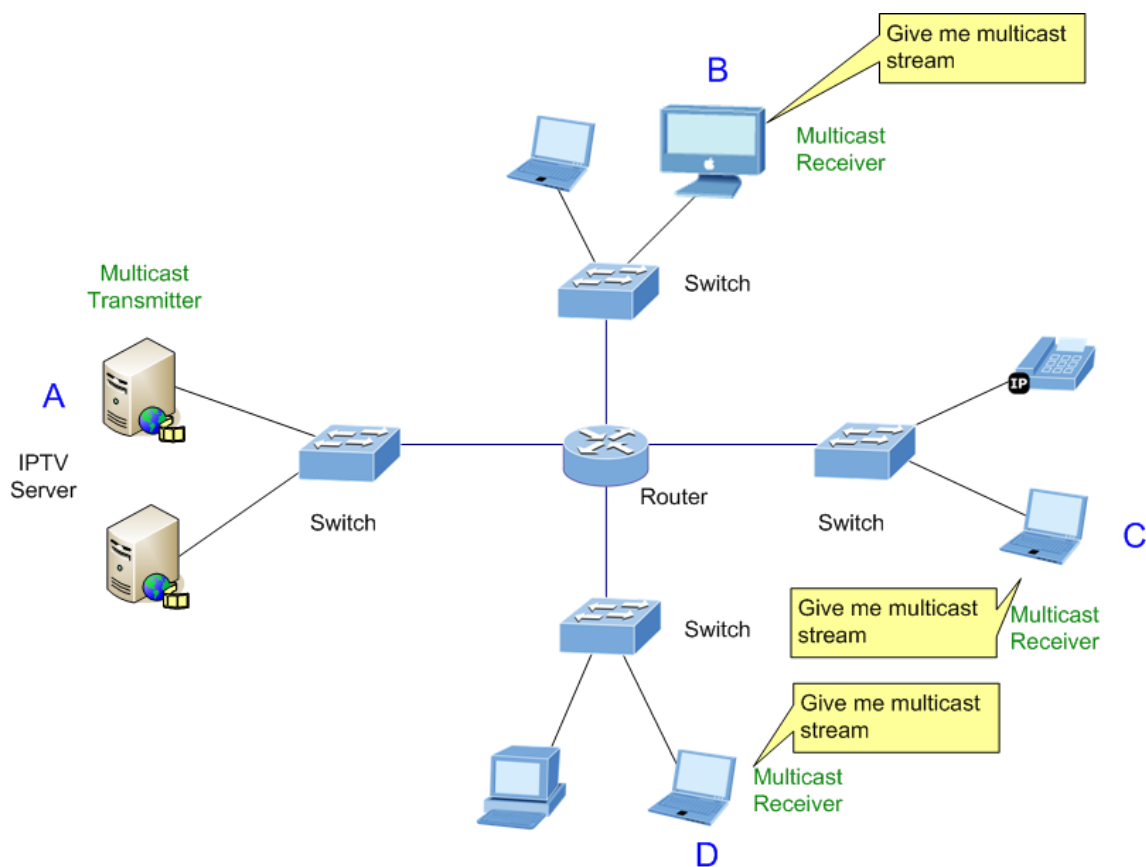 Give me multicast
stream
B
Multicast
Receiver
Switch
Multicast
Transmitter
A
IPTV
Server
Switch
Router
IP
Switch
C
Give me multicast
stream
Multicast
Receiver
Switch
Give me multicast
stream
Multicast
Receiver
D